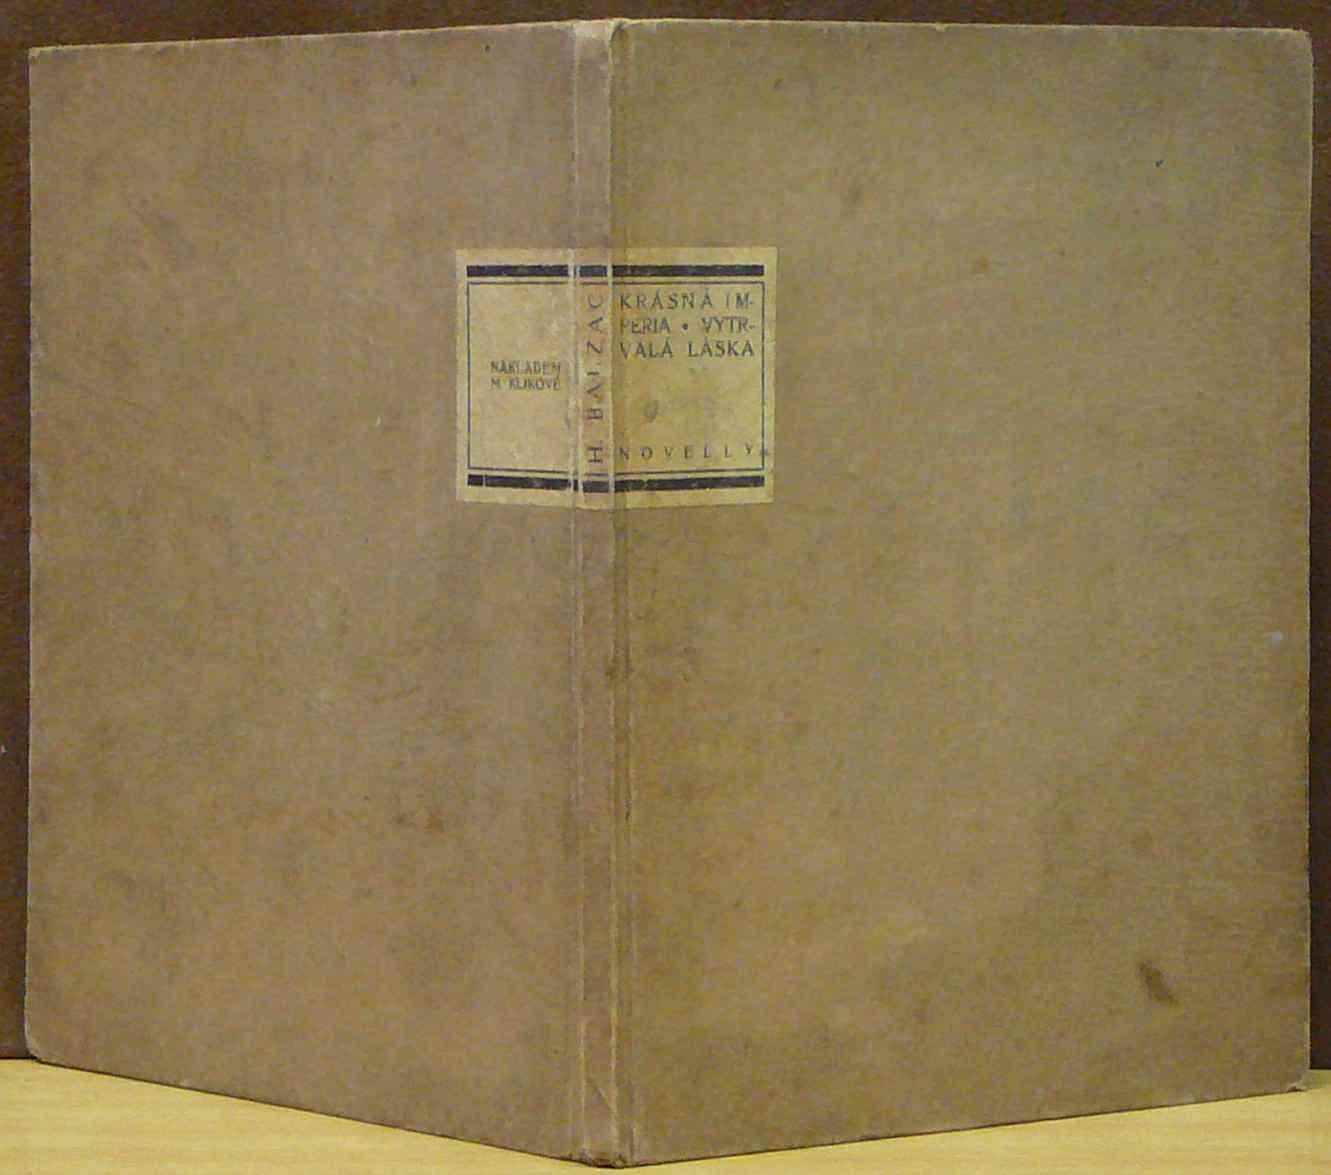 NÁKLADEM
M. KLIKOVÉ
H. BALZAC
KRÁSNÁ IM-
PERIA • VYTR-
VALÁ LÁSKA
NOVELLY